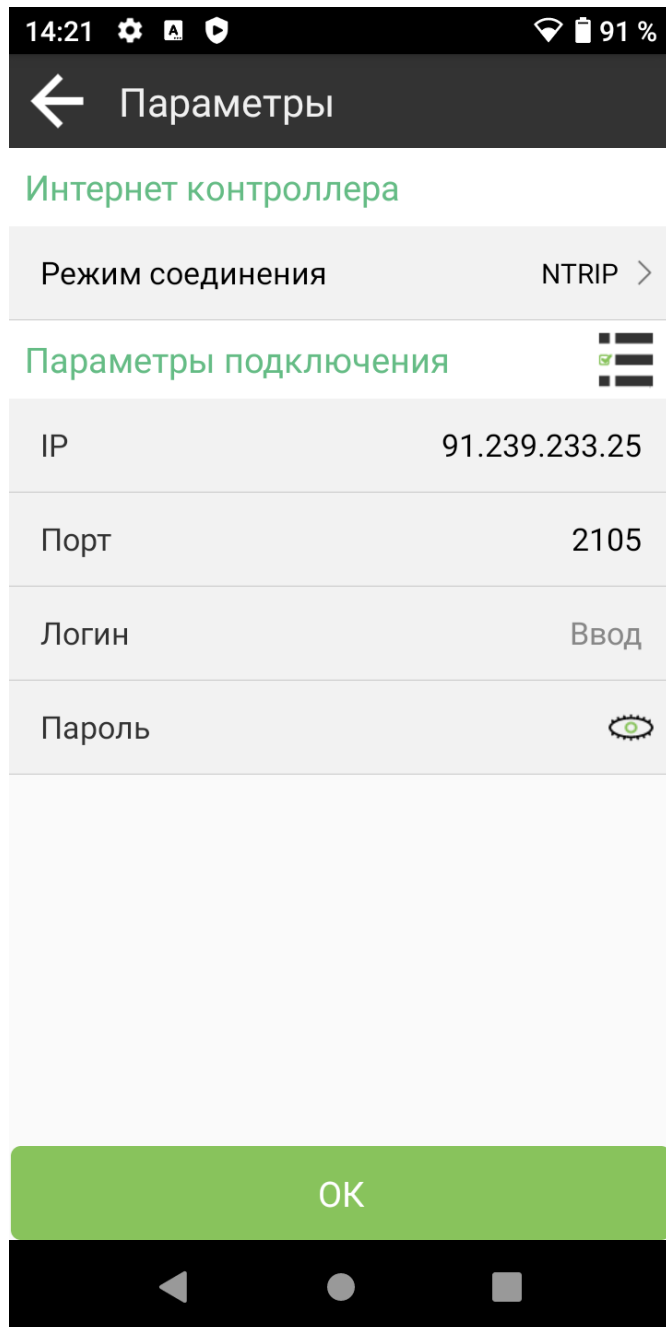 14:21 91 %
Параметры
Интернет контроллера
Режим соединения NTRIP
Параметры подключения
IP 91.239.233.25
Порт 2105
Логин Ввод
Пароль
ОК